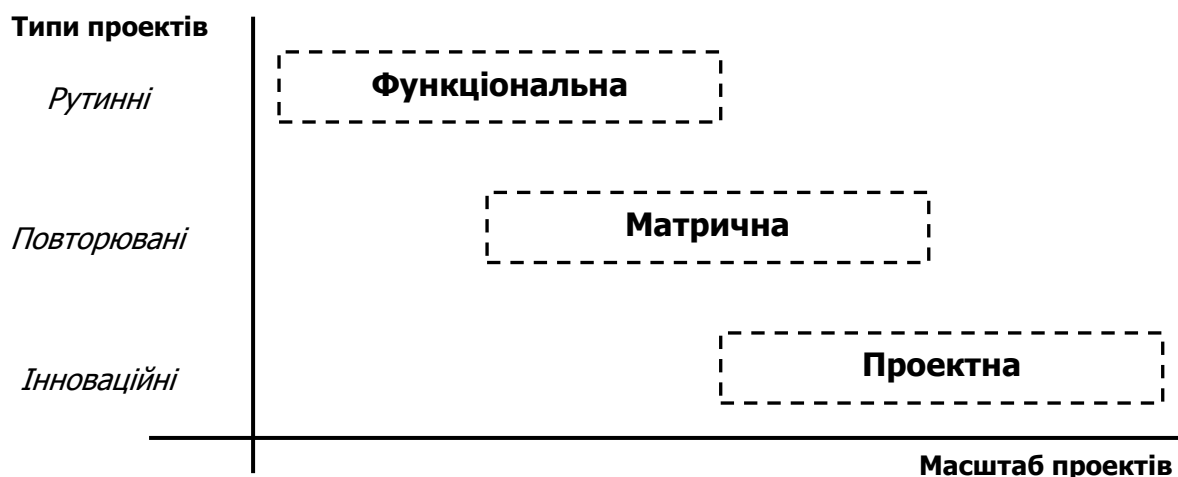 Типи проектів
Рутинні
Функціональна
Повторювані
Матрична
Інноваційні
Проектна
Масштаб проектів